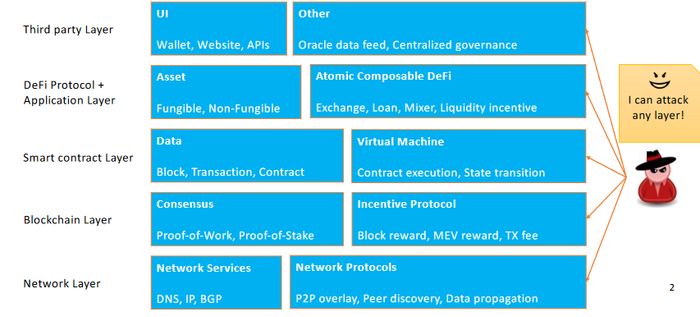 Third party Layer
UI
Wallet, Website, APIs
Other
Oracle data feed, Centralized governance
DeFi Protocol +
Application Layer
Asset
Fungible, Non-Fungible
Atomic Composable DeFi
Exchange, Loan, Mixer, Liquidity incentive
I can attack
any layer!
Smart contract Layer
Data
Block, Transaction, Contract
Virtual Machine
Contract execution, State transition
Blockchain Layer
Consensus
Proof-of-Work, Proof-of-Stake
Incentive Protocol
Block reward, MEV reward, TX fee
Network Layer
Network Services
DNS, IP, BGP
Network Protocols
P2P overlay, Peer discovery, Data propagation
2